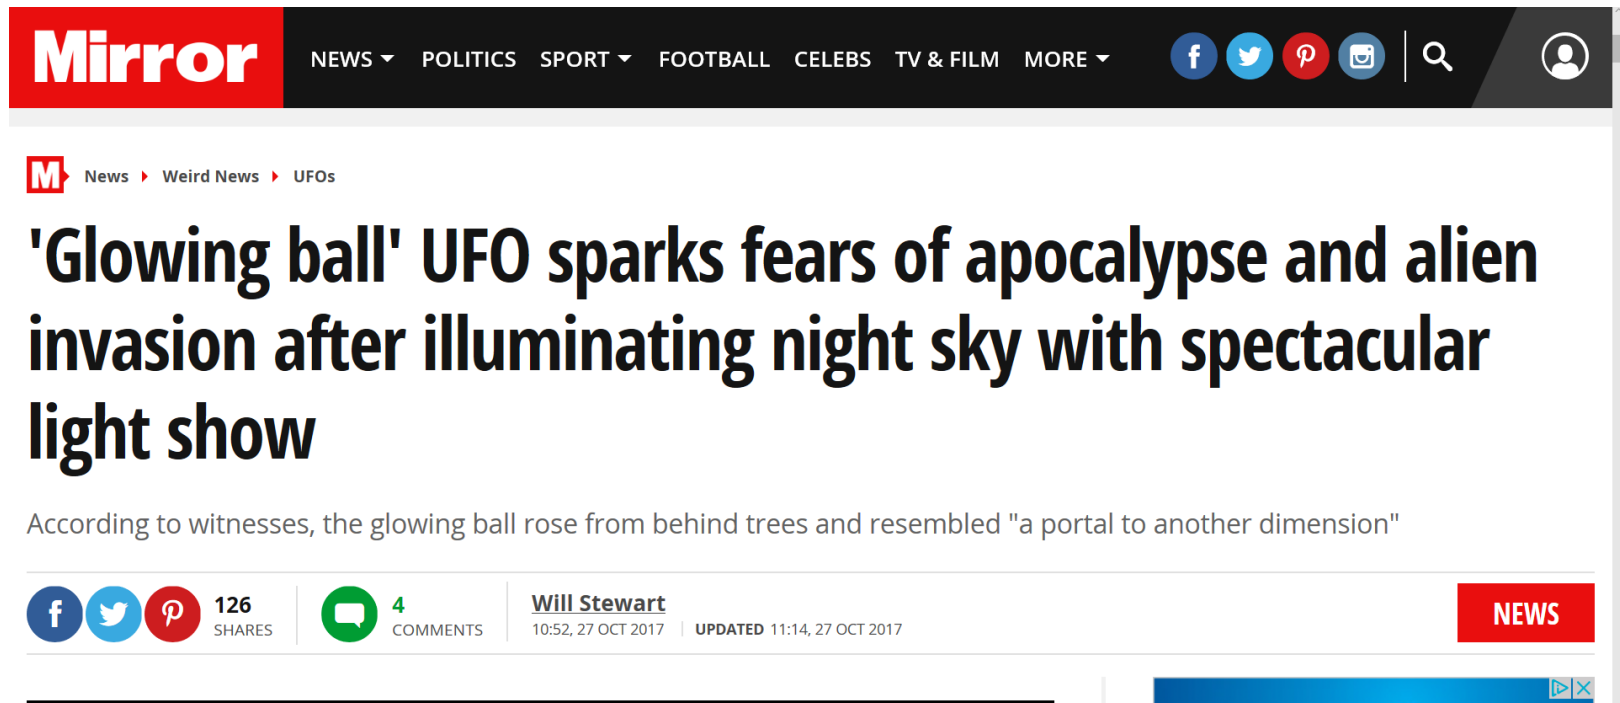 Mirror
NEWS POLITICS SPORT FOOTBALL CELEBS TV & FILM MORE
M News Weird News UFOs
'Glowing ball' UFO sparks fears of apocalypse and alien
invasion after illuminating night sky with spectacular
light show
According to witnesses, the glowing ball rose from behind trees and resembled "a portal to another dimension"
126
SHARES
4
COMMENTS
Will Stewart
10:52, 27 OCT 2017 UPDATED 11:14, 27 OCT 2017
NEWS